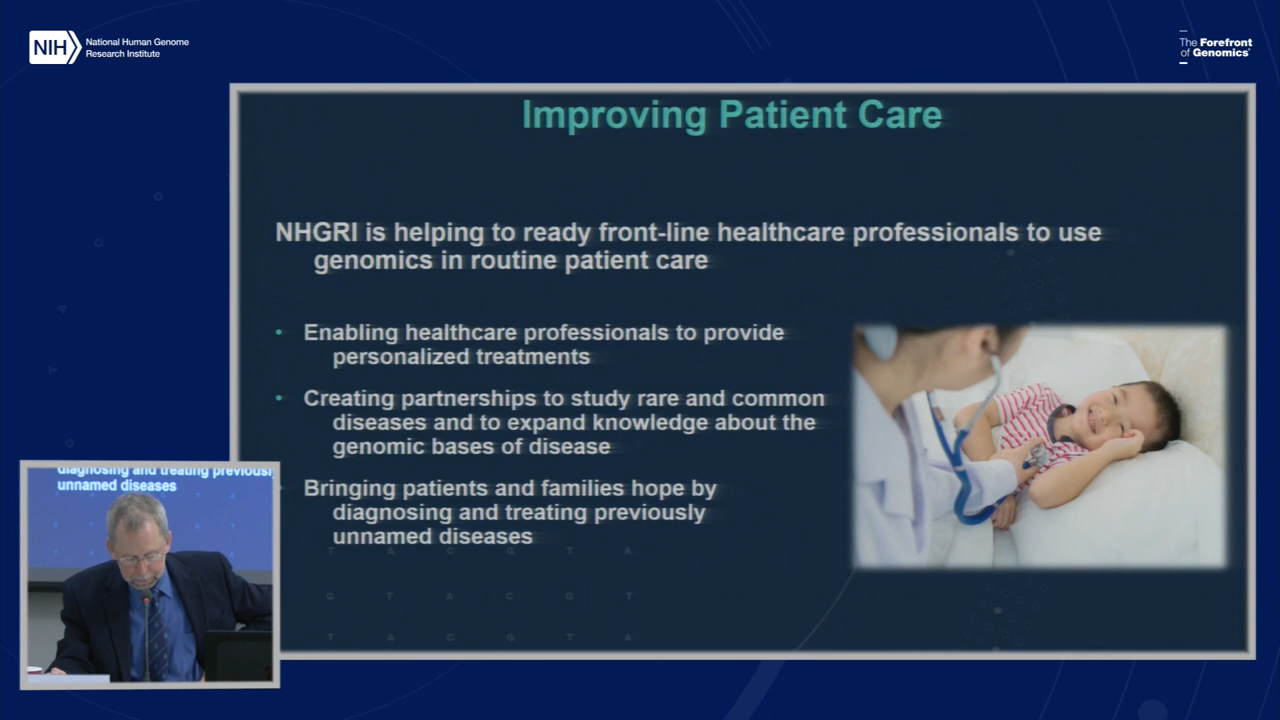 NIH
National Human Genome
Research Institute
The Forefront
of Genomics
Improving Patient Care
NHGRI is helping to ready front-line healthcare professionals to use
genomics in routine patient care
• Enabling healthcare professionals to provide
personalized treatments
• Creating partnerships to study rare and common
diseases and to expand knowledge about the
genomic bases of disease
Bringing patients and families hope by
diagnosing and treating previously
unnamed diseases
T A C G T A
G T A C G T
T A C G T A
diagnosing and treating previously
unnamed diseases